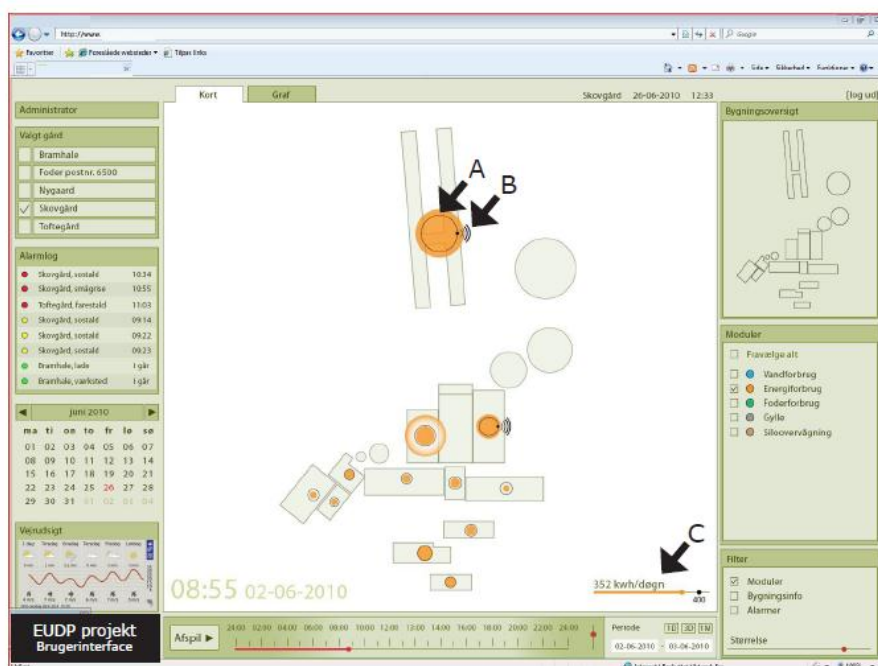 http://www.
Google
Favoritter
Foreslåede websteder
Side
Sikkerhed
Funktioner
Kort
Graf
Skovgård 26-06-2010 12:33
(log ud)
Administrator
Valgt gård
Bramhale
Foder postnr. 6500
Nygaard
Skovgård
Toftegård
Alarmlog
Skovgård, sostald 10:34
Skovgård, smågrise 10:55
Toftegård, farestald 11:03
Skovgård, sostald 09:14
Skovgård, sostald 09:22
Skovgård, sostald 09:23
Bramhale, lade I går
Bramhale, værksted I går
juni 2010
ma ti on to fr lø sø
01 02 03 04 05 06 07
08 09 10 11 12 13 14
15 16 17 18 19 20 21
22 23 24 25 26 27 28
29 30 31 01 02 03 04
Vejrudsigt
EUDP projekt
Brugerinterface
A
B
C
352 kwh/døgn
400
08:55 02-06-2010
Afspil
24:00 02:00 04:00 06:00 08:00 10:00 12:00 14:00 16:00 18:00 20:00 22:00 24:00
Periode
1D 3D 1M
02-06-2010 - 03-06-2010
Bygningsoversigt
Moduler
Fravælge alt
Vandforbrug
Energiforbrug
Foderforbrug
Gylle
Siloovervågning
Filter
Moduler
Bygningsinfo
Alarmer
Størrelse